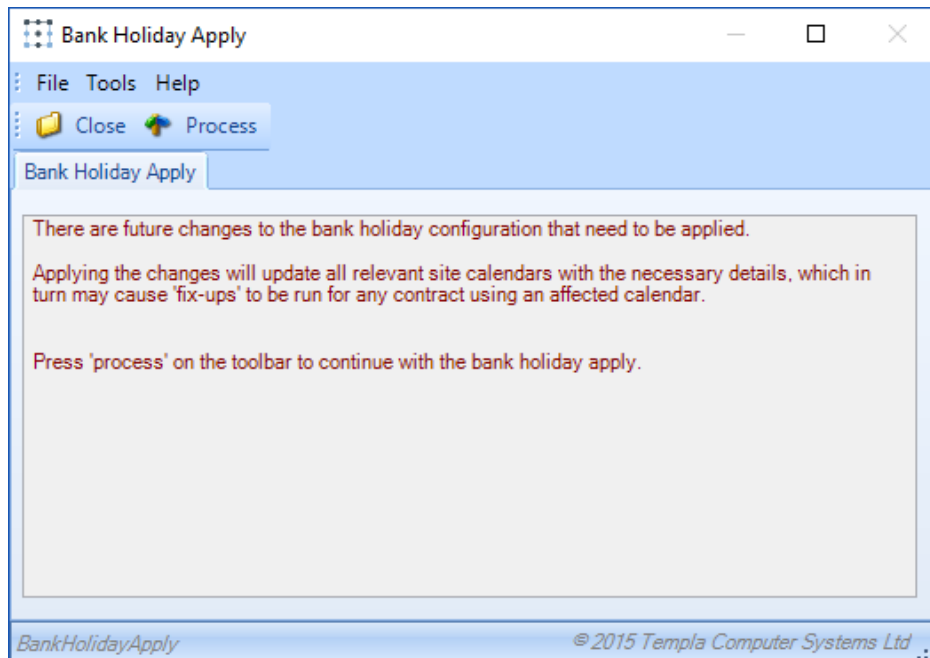 Bank Holiday Apply
File Tools Help
Close Process
Bank Holiday Apply
There are future changes to the bank holiday configuration that need to be applied.
Applying the changes will update all relevant site calendars with the necessary details, which in
turn may cause 'fix-ups' to be run for any contract using an affected calendar.
Press 'process' on the toolbar to continue with the bank holiday apply.
BankHolidayApply © 2015 Templa Computer Systems Ltd